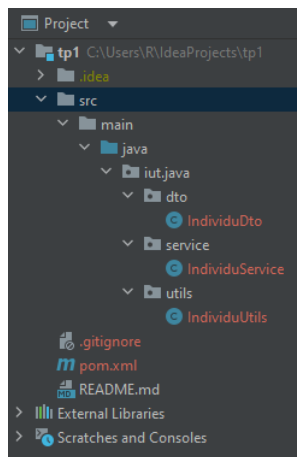 Project
tp1 C:\Users\R\IdeaProjects\tp1
.idea
src
main
java
iut.java
dto
C IndividuDto
service
C IndividuService
utils
C IndividuUtils
.gitignore
m pom.xml
MD README.md
External Libraries
Scratches and Consoles